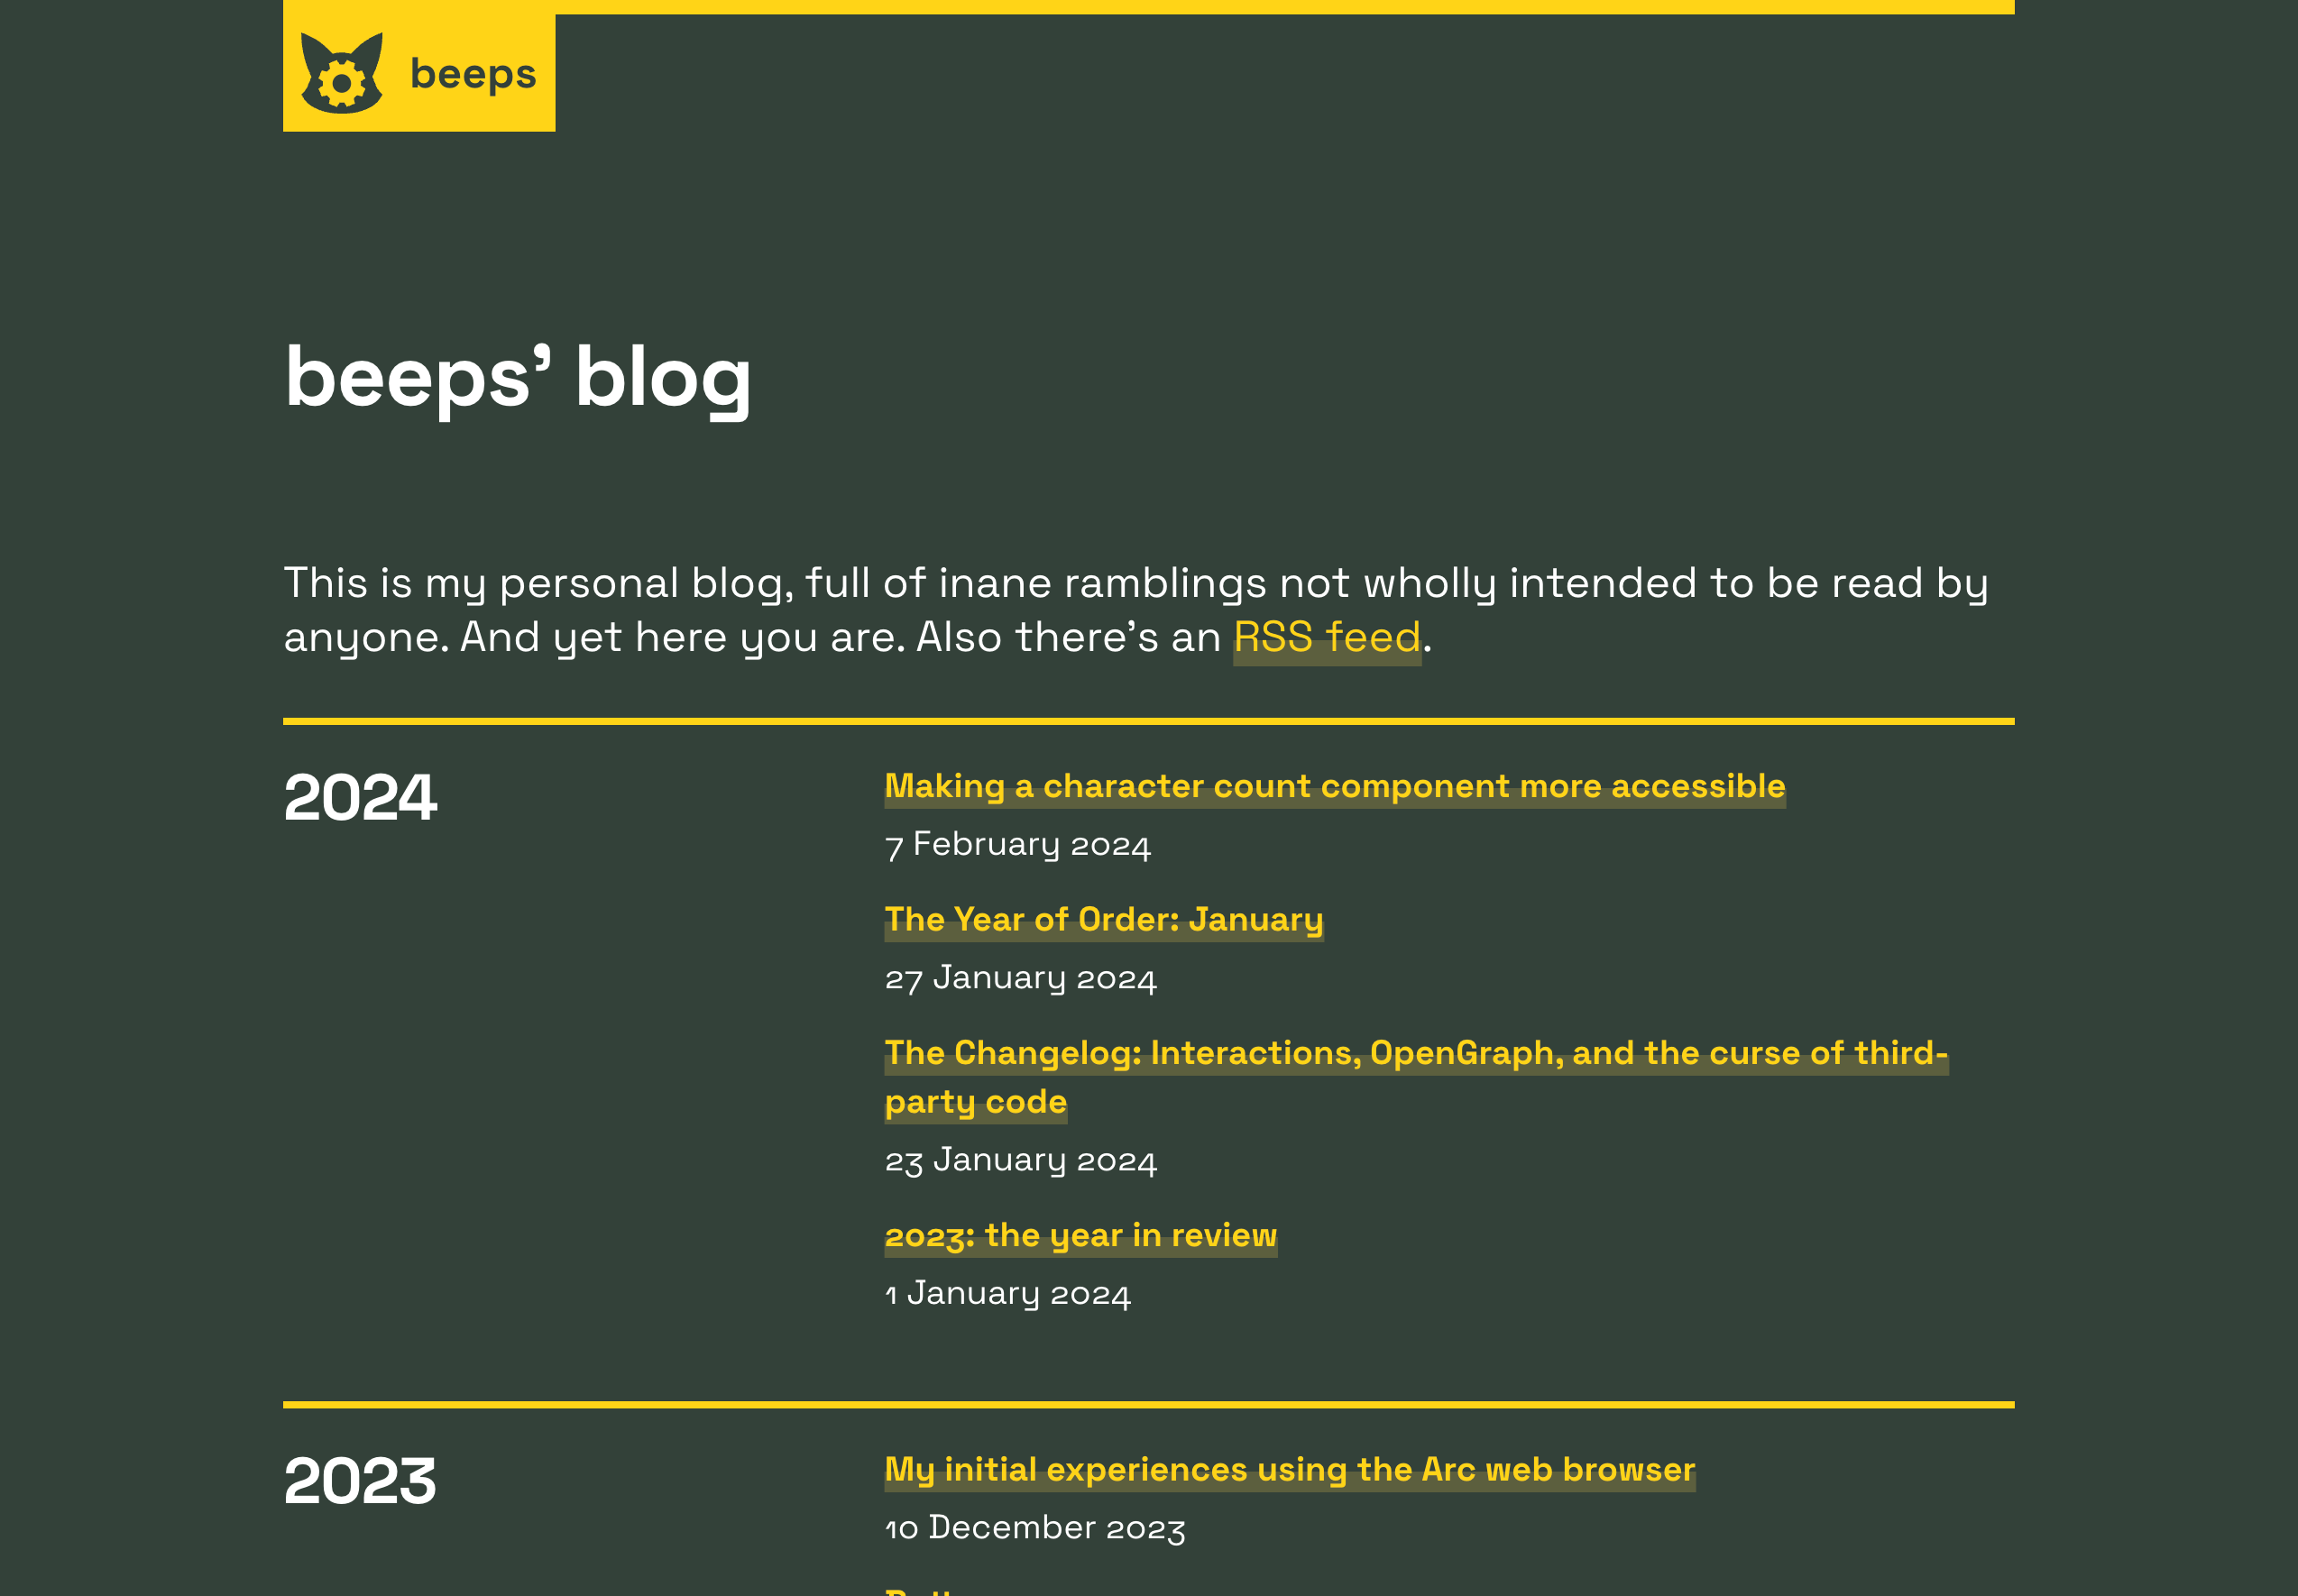 beeps
beeps’ blog
This is my personal blog, full of inane ramblings not wholly intended to be read by
anyone. And yet here you are. Also there’s an RSS feed.
2024
Making a character count component more accessible
7 February 2024
The Year of Order: January
27 January 2024
The Changelog: Interactions, OpenGraph, and the curse of third-
party code
23 January 2024
2023: the year in review
1 January 2024
2023
My initial experiences using the Arc web browser
10 December 2023